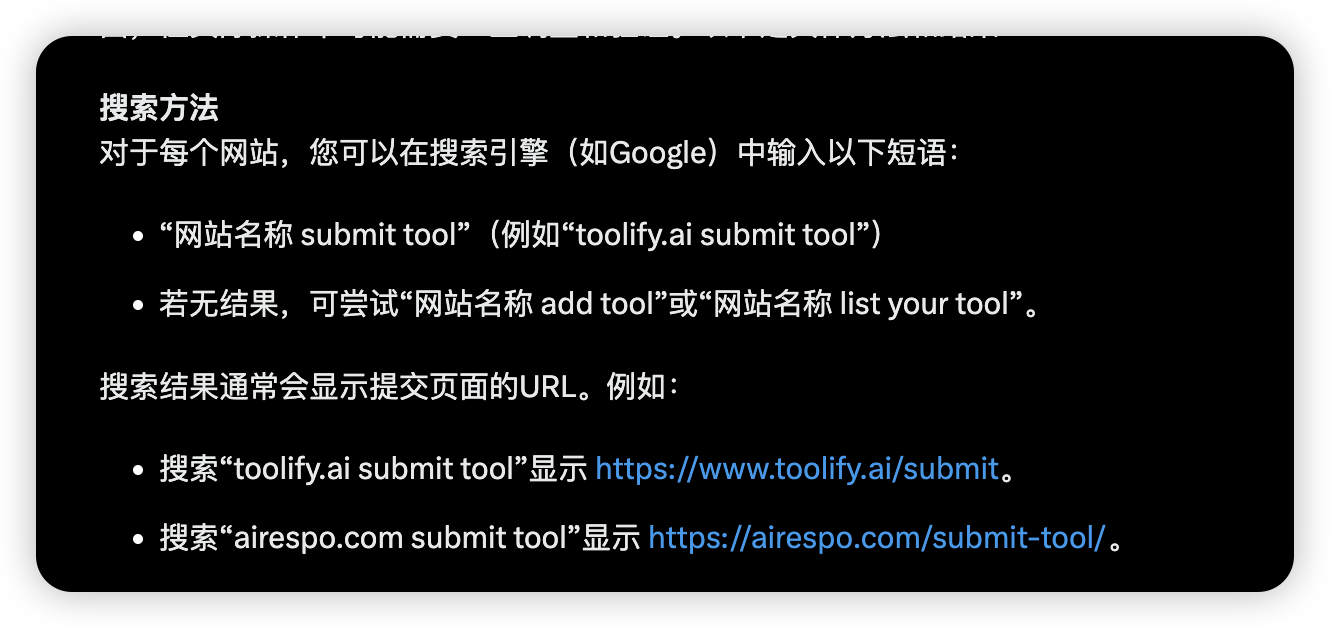 搜索方法
对于每个网站，您可以在搜索引擎（如Google）中输入以下短语：
• “网站名称 submit tool”（例如“toolify.ai submit tool”）
• 若无结果，可尝试“网站名称 add tool”或“网站名称 list your tool”。
搜索结果通常会显示提交页面的URL。例如：
• 搜索“toolify.ai submit tool”显示 https://www.toolify.ai/submit。
• 搜索“airespo.com submit tool”显示 https://airespo.com/submit-tool/。